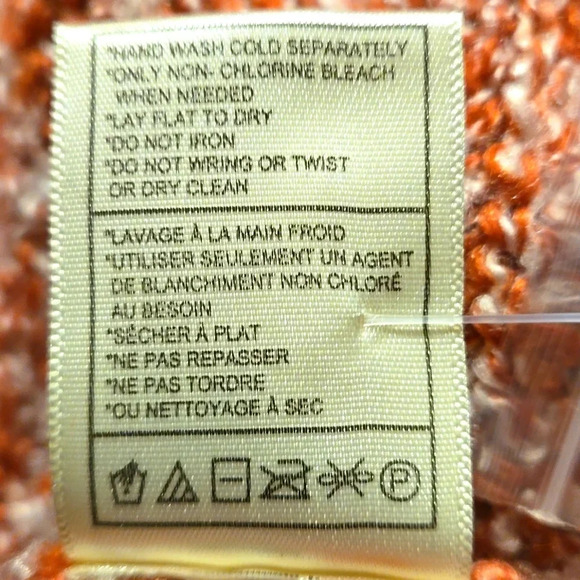 *HAND WASH COLD SEPARATELY
*ONLY NON- CHLORINE BLEACH
WHEN NEEDED
*LAY FLAT TO DRY
*DO NOT IRON
*DO NOT WRING OR TWIST
OR DRY CLEAN
*LAVAGE À LA MAIN FROID
*UTILISER SEULEMENT UN AGENT
DE BLANCHIMENT NON CHLORÉ
AU BESOIN
*SÉCHER À PLAT
*NE PAS REPASSER
*NE PAS TORDRE
*OU NETTOYAGE À SEC
P